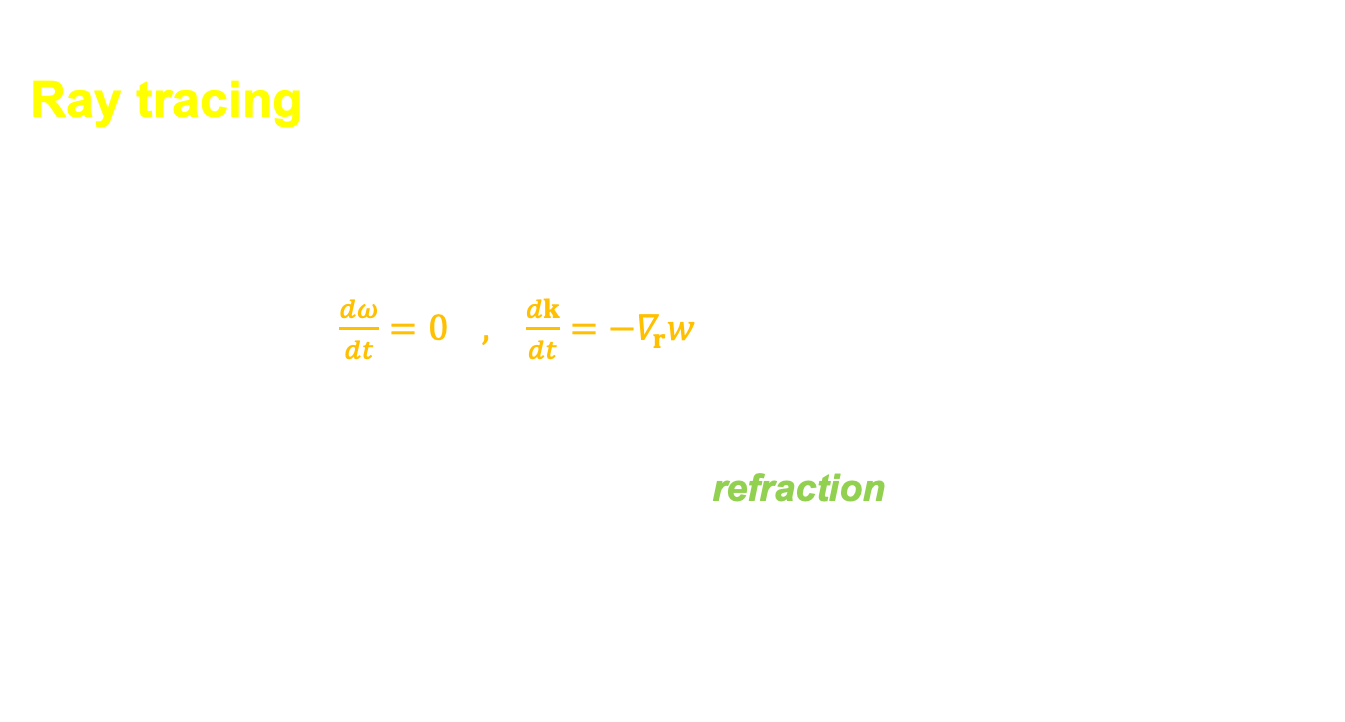 Ray tracing
dω/dt = 0 , d𝐤/dt = −∇_𝐫 w
refraction